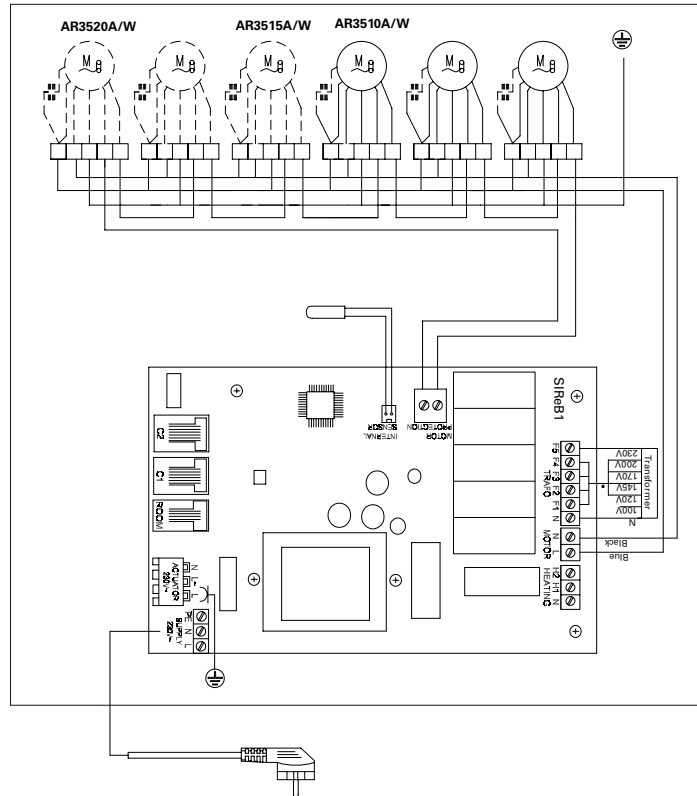 AR3520A/W
AR3515A/W
AR3510A/W
M
M
M
M
M
M
SIReB1
INTERNAL
SENSOR
MOTOR
PROTECTION
C2
C1
ROOM
F5
F4
F3
F2
F1
N
TRAFO
Transformer
230V
200V
170V
145V
120V
100V
N
*
N
L
MOTOR
Black
Blue
H2
H1
N
HEATING
N
L'
L
ACTUATOR
230V~
PE
N
L
SUPPLY
230V~